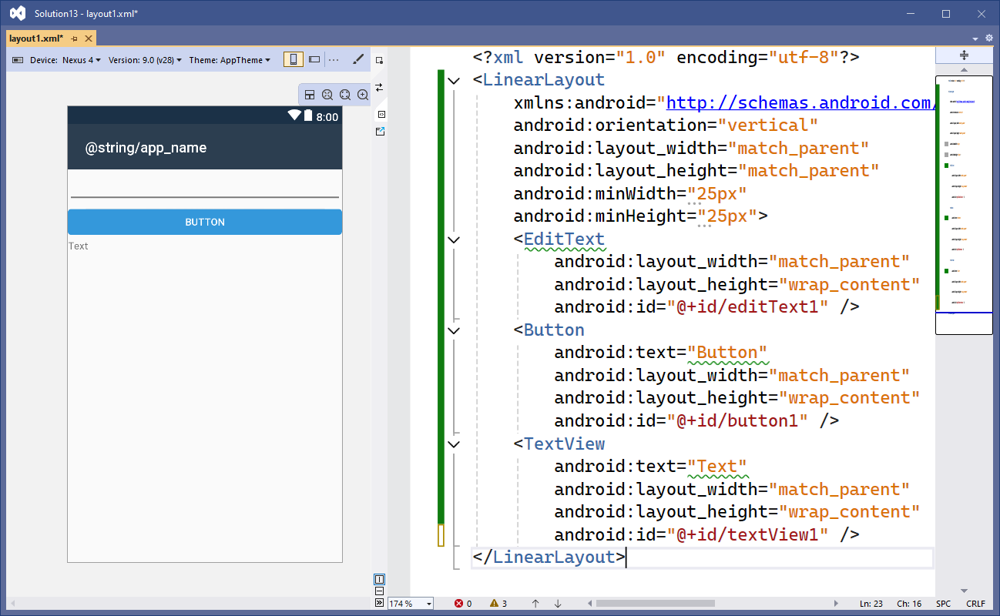 Solution13 - layout1.xml*
layout1.xml*
Device: Nexus 4 Version: 9.0 (v28) Theme: AppTheme ...
8:00
@string/app_name
BUTTON
Text
<?xml version="1.0" encoding="utf-8"?>
<LinearLayout
xmlns:android="http://schemas.android.com/
android:orientation="vertical"
android:layout_width="match_parent"
android:layout_height="match_parent"
android:minWidth="25px"
android:minHeight="25px">
<EditText
android:layout_width="match_parent"
android:layout_height="wrap_content"
android:id="@+id/editText1" />
<Button
android:text="Button"
android:layout_width="match_parent"
android:layout_height="wrap_content"
android:id="@+id/button1" />
<TextView
android:text="Text"
android:layout_width="match_parent"
android:layout_height="wrap_content"
android:id="@+id/textView1" />
</LinearLayout>
174 % 0 3 Ln: 23 Ch: 16 SPC CRLF